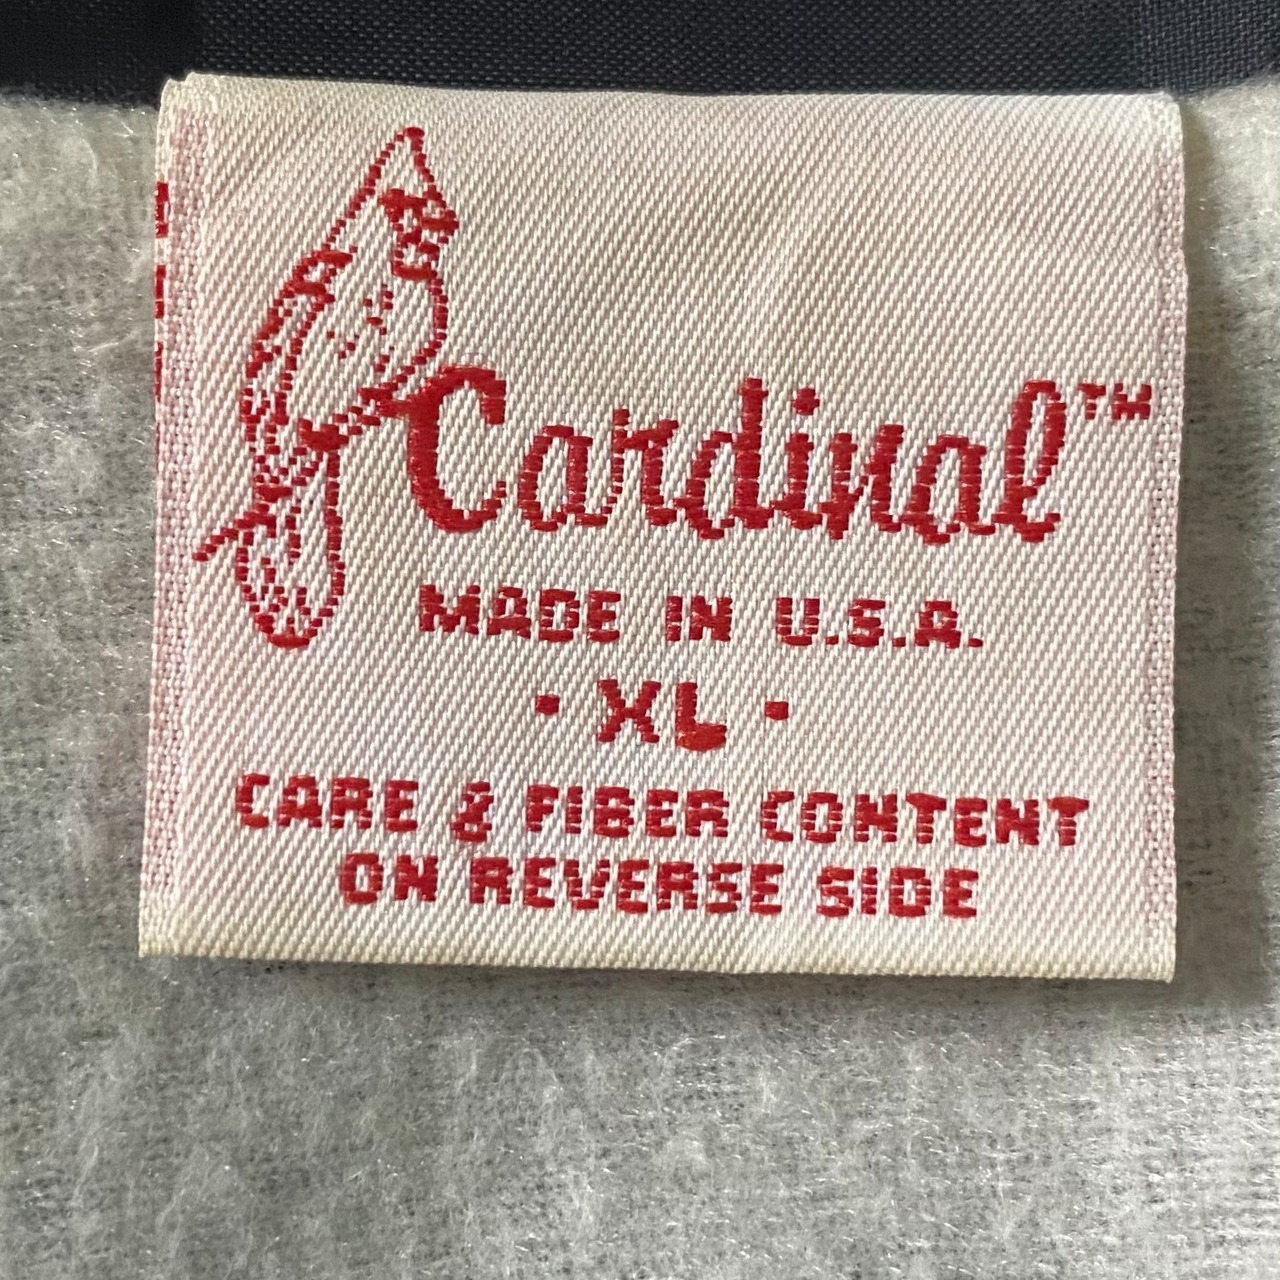 Cardinal™
MADE IN U.S.A.
· XL ·
CARE & FIBER CONTENT
ON REVERSE SIDE